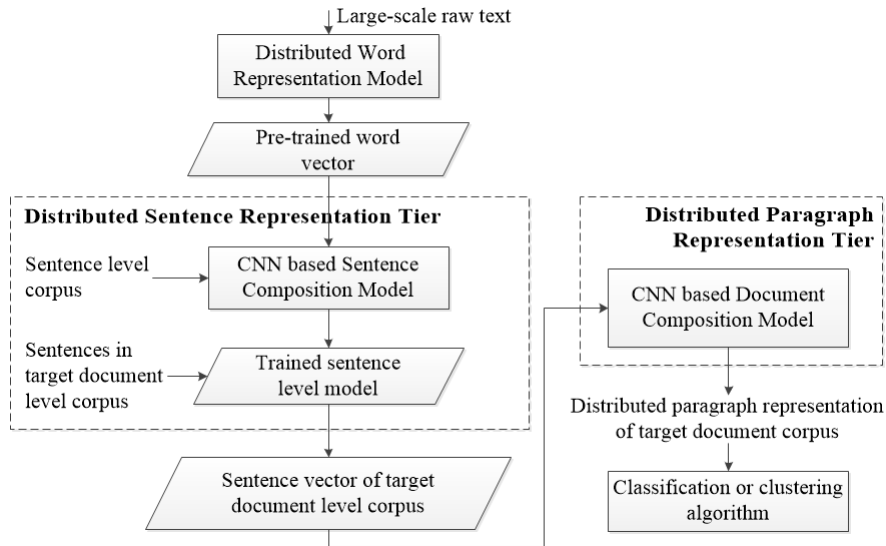 Large-scale raw text
Distributed Word
Representation Model
Pre-trained word
vector
Distributed Sentence Representation Tier
Sentence level
corpus
CNN based Sentence
Composition Model
Sentences in
target document
level corpus
Trained sentence
level model
Sentence vector of target
document level corpus
Distributed Paragraph
Representation Tier
CNN based Document
Composition Model
Distributed paragraph representation
of target document corpus
Classification or clustering
algorithm